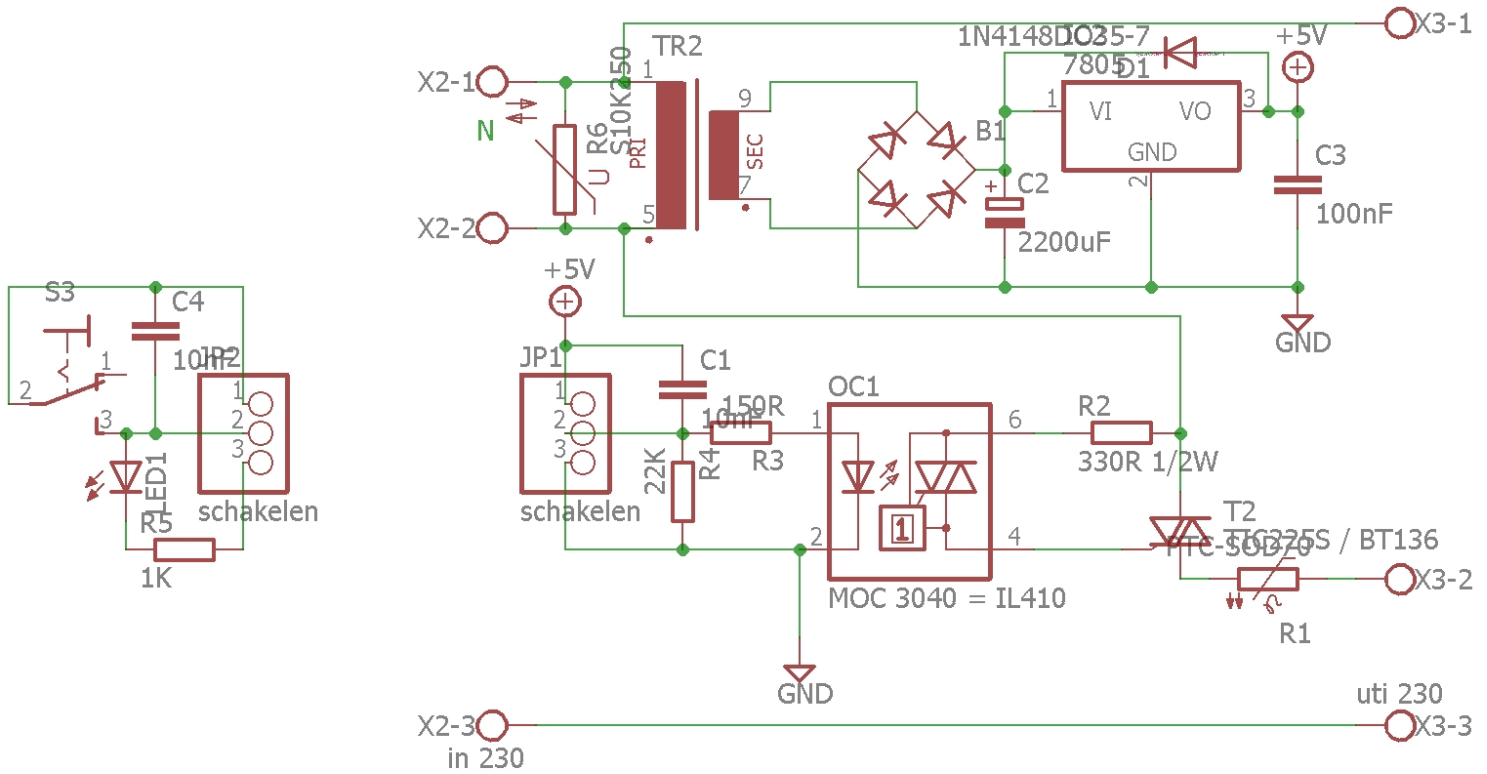 X3-1
1N4148DO35-7
IC2
+5V
TR2
7805
D1
X2-1
1
S10K250
9
1
3
VI
VO
N
R6
PRI
SEC
B1
GND
C3
U
7
2
+
C2
100nF
X2-2
5
2200uF
+5V
S3
C4
GND
10nF
JP2
JP1
C1
1
2
1
1
OC1
150R
10nF
R2
3
2
2
1
6
3
3
R3
330R 1/2W
LED1
22K
R4
schakelen
schakelen
1
T2
R5
2
4
TIC225S / BT136
PTC-SOD70
1K
X3-2
MOC 3040 = IL410
R1
GND
uti 230
X2-3
X3-3
in 230